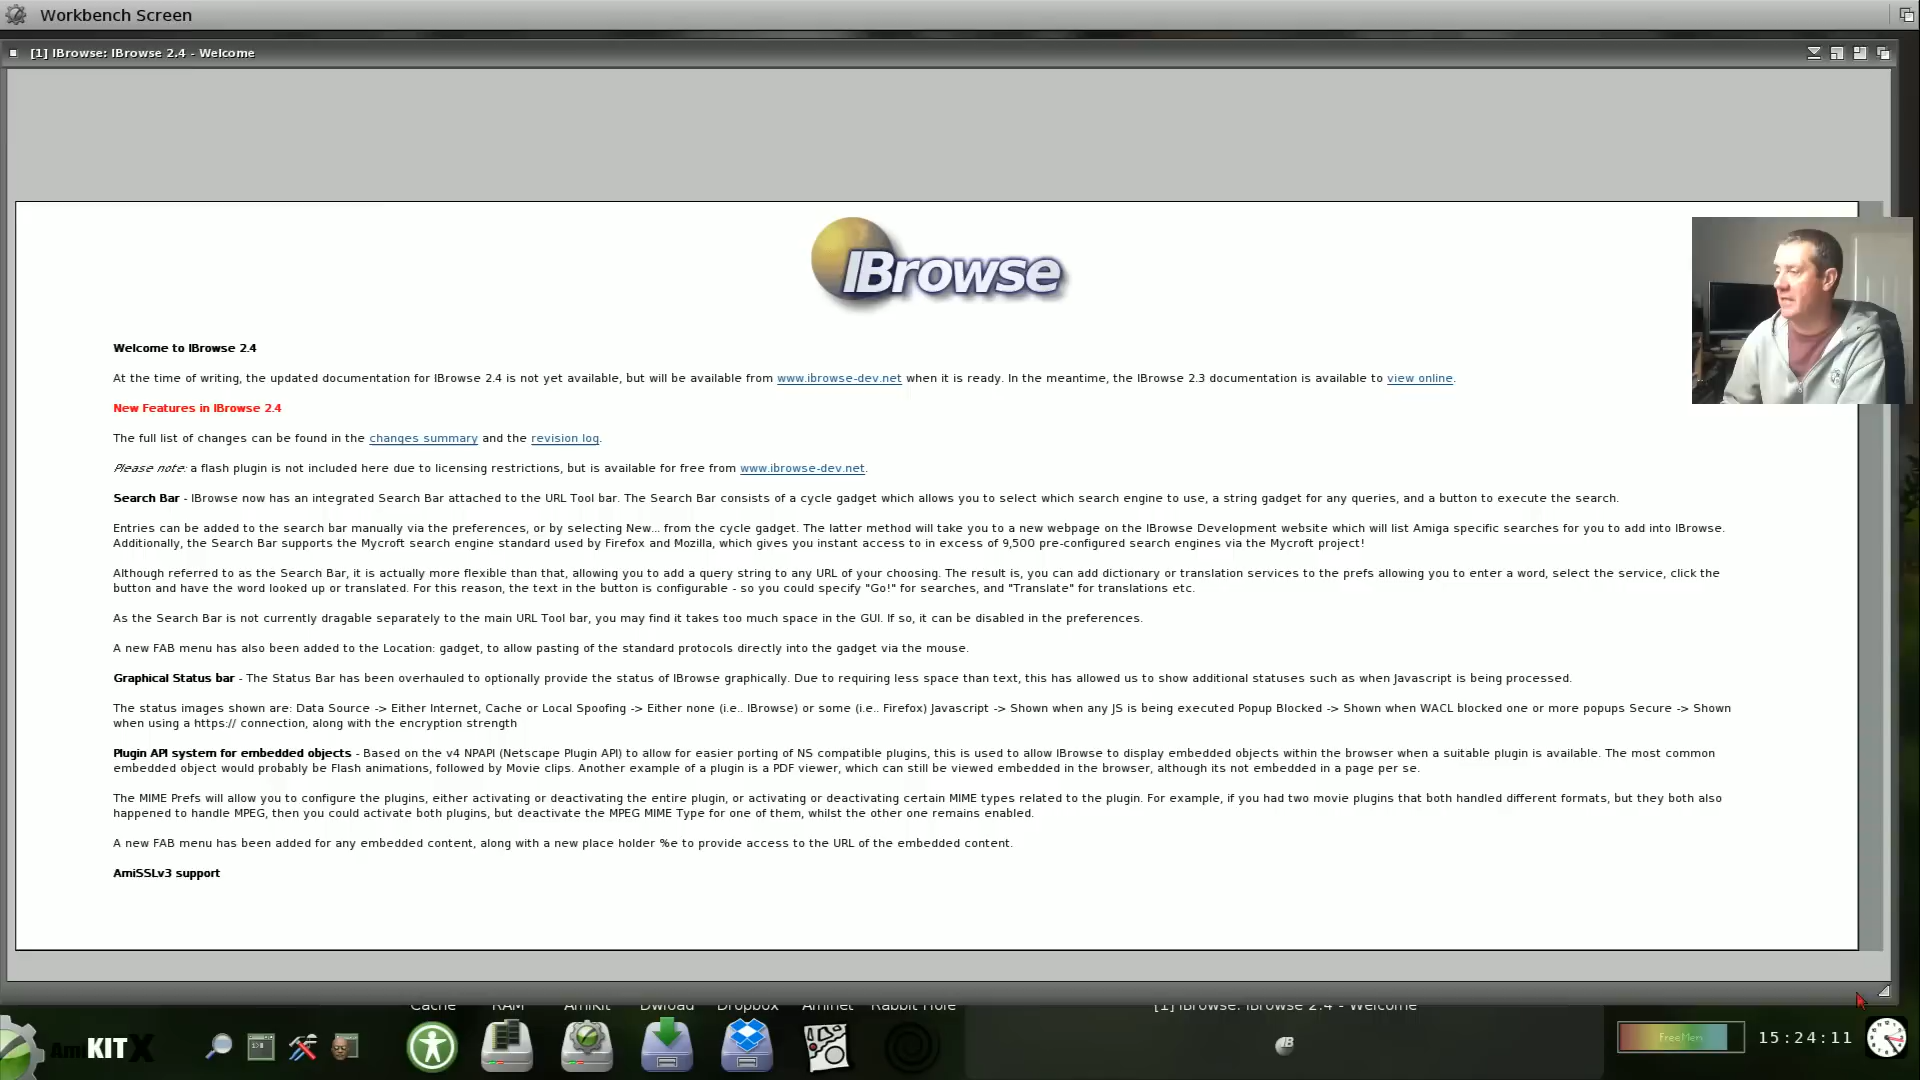 Workbench Screen
[1] IBrowse: IBrowse 2.4 - Welcome
IBrowse
Welcome to IBrowse 2.4
At the time of writing, the updated documentation for IBrowse 2.4 is not yet available, but will be available from www.ibrowse-dev.net when it is ready. In the meantime, the IBrowse 2.3 documentation is available to view online.
New Features in IBrowse 2.4
The full list of changes can be found in the changes summary and the revision log.
Please note: a flash plugin is not included here due to licensing restrictions, but is available for free from www.ibrowse-dev.net.
Search Bar - IBrowse now has an integrated Search Bar attached to the URL Tool bar. The Search Bar consists of a cycle gadget which allows you to select which search engine to use, a string gadget for any queries, and a button to execute the search.
Entries can be added to the search bar manually via the preferences, or by selecting New... from the cycle gadget. The latter method will take you to a new webpage on the IBrowse Development website which will list Amiga specific searches for you to add into IBrowse.
Additionally, the Search Bar supports the Mycroft search engine standard used by Firefox and Mozilla, which gives you instant access to in excess of 9,500 pre-configured search engines via the Mycroft project!
Although referred to as the Search Bar, it is actually more flexible than that, allowing you to add a query string to any URL of your choosing. The result is, you can add dictionary or translation services to the prefs allowing you to enter a word, select the service, click the
button and have the word looked up or translated. For this reason, the text in the button is configurable - so you could specify "Go!" for searches, and "Translate" for translations etc.
As the Search Bar is not currently dragable separately to the main URL Tool bar, you may find it takes too much space in the GUI. If so, it can be disabled in the preferences.
A new FAB menu has also been added to the Location: gadget, to allow pasting of the standard protocols directly into the gadget via the mouse.
Graphical Status bar - The Status Bar has been overhauled to optionally provide the status of IBrowse graphically. Due to requiring less space than text, this has allowed us to show additional statuses such as when Javascript is being processed.
The status images shown are: Data Source -> Either Internet, Cache or Local Spoofing -> Either none (i.e.. IBrowse) or some (i.e.. Firefox) Javascript -> Shown when any JS is being executed Popup Blocked -> Shown when WACL blocked one or more popups Secure -> Shown
when using a https:// connection, along with the encryption strength
Plugin API system for embedded objects - Based on the v4 NPAPI (Netscape Plugin API) to allow for easier porting of NS compatible plugins, this is used to allow IBrowse to display embedded objects within the browser when a suitable plugin is available. The most common
embedded object would probably be Flash animations, followed by Movie clips. Another example of a plugin is a PDF viewer, which can still be viewed embedded in the browser, although its not embedded in a page per se.
The MIME Prefs will allow you to configure the plugins, either activating or deactivating the entire plugin, or activating or deactivating certain MIME types related to the plugin. For example, if you had two movie plugins that both handled different formats, but they both also
happened to handle MPEG, then you could activate both plugins, but deactivate the MPEG MIME Type for one of them, whilst the other one remains enabled.
A new FAB menu has been added for any embedded content, along with a new place holder %e to provide access to the URL of the embedded content.
AmiSSLv3 support
Cache RAM AmiKit Dwload Dropbox Aminet Rabbit Hole
[1] IBrowse: IBrowse 2.4 - Welcome
AmiKIT X
IB
FreeMem
15:24:11